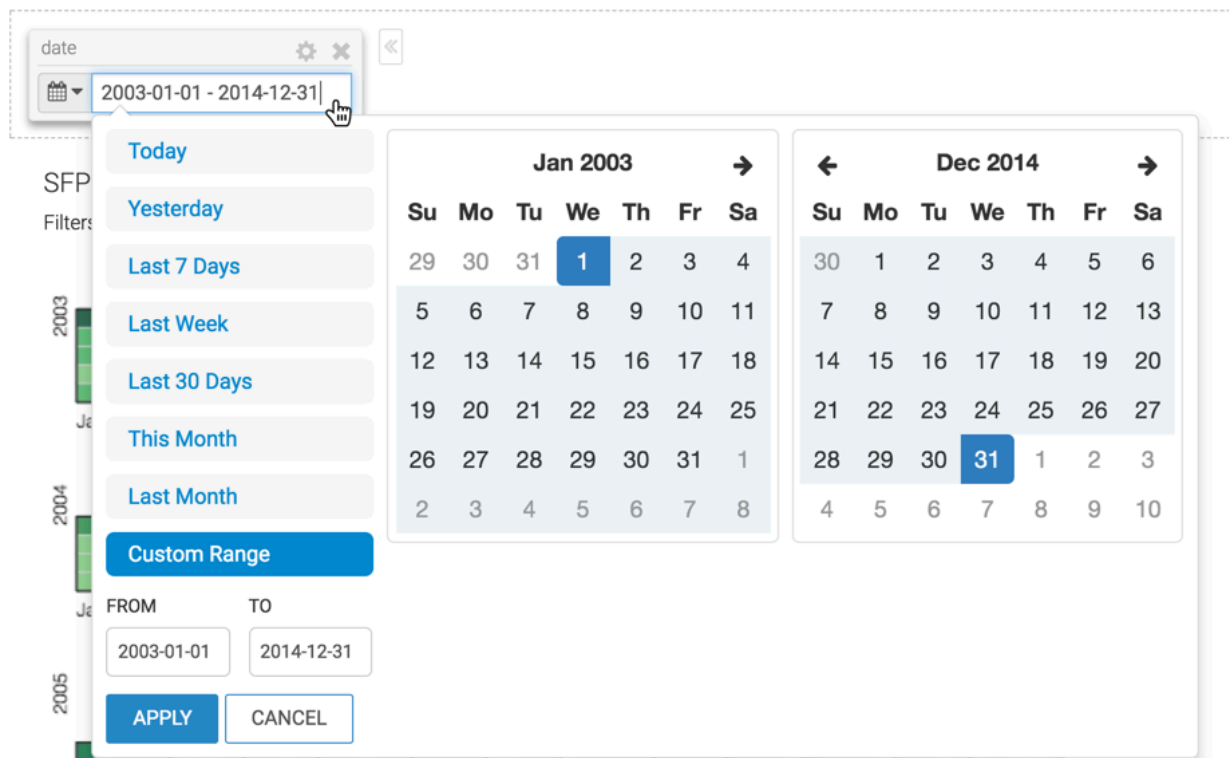 date
2003-01-01 - 2014-12-31
SFP
Filters
Today
Yesterday
Last 7 Days
Last Week
Last 30 Days
This Month
Last Month
Custom Range
FROM TO
2003-01-01 2014-12-31
APPLY CANCEL
Jan 2003
Su Mo Tu We Th Fr Sa
29 30 31 1 2 3 4
5 6 7 8 9 10 11
12 13 14 15 16 17 18
19 20 21 22 23 24 25
26 27 28 29 30 31 1
2 3 4 5 6 7 8
Dec 2014
Su Mo Tu We Th Fr Sa
30 1 2 3 4 5 6
7 8 9 10 11 12 13
14 15 16 17 18 19 20
21 22 23 24 25 26 27
28 29 30 31 1 2 3
4 5 6 7 8 9 10
2003
Ja
2004
Ja
2005